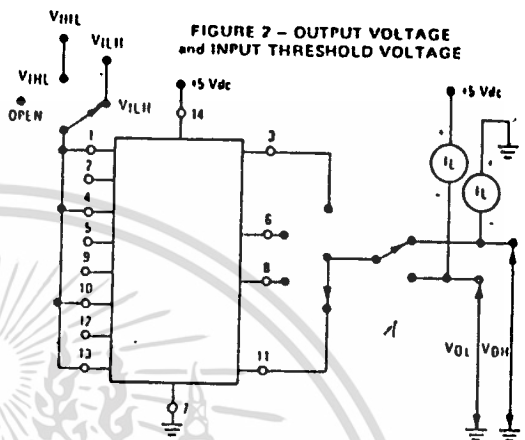 FIGURE 2 – OUTPUT VOLTAGE
and INPUT THRESHOLD VOLTAGE
VIHL
VILH
VIHL
VILH
OPEN
+5 Vdc
14
+5 Vdc
1
2
4
5
9
10
12
13
3
6
8
11
7
+
IL
-
+
IL
-
VOL
VOH